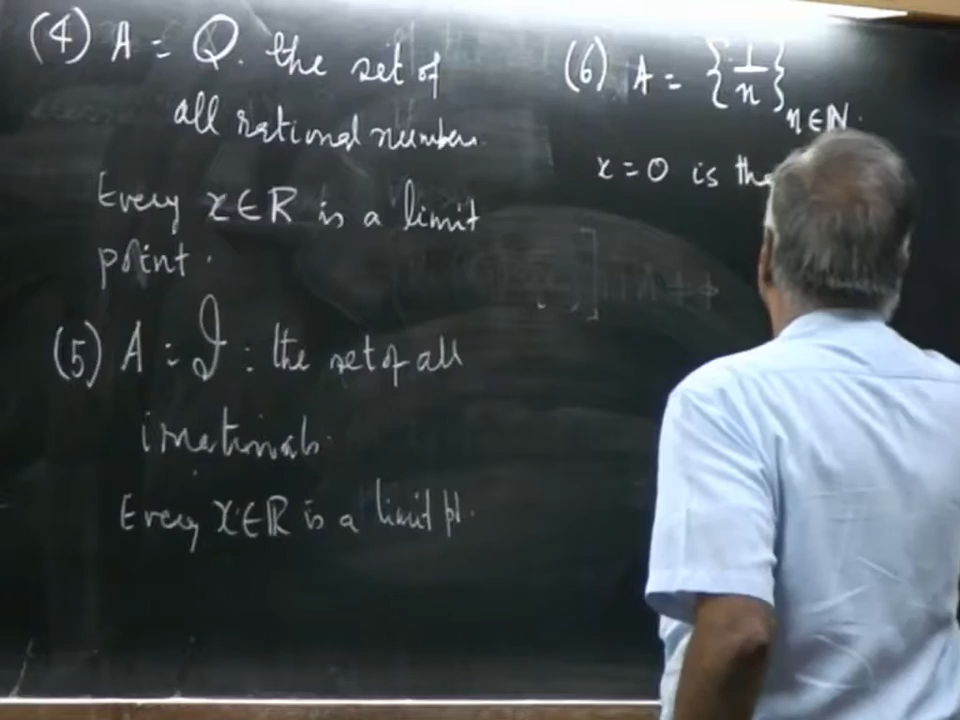 (4) A = Q. the set of
all rational numbers.
Every x∈ℝ is a limit
point.
(5) A = J : the set of all
irrationals.
Every x∈ℝ is a limit pt.
(6) A = {1/n}n∈ℕ.
x = 0 is the